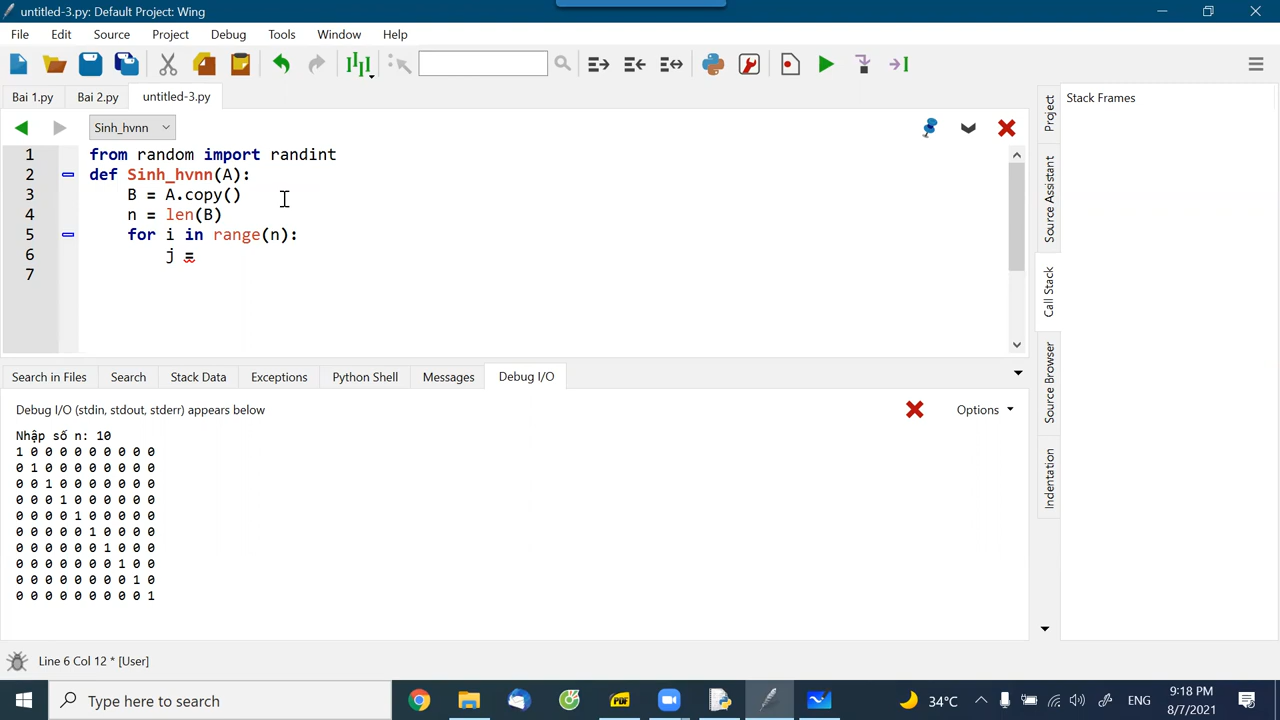 untitled-3.py: Default Project: Wing
File Edit Source Project Debug Tools Window Help
Bai 1.py Bai 2.py untitled-3.py
Sinh_hvnn
1 from random import randint
2 def Sinh_hvnn(A):
3 B = A.copy()
4 n = len(B)
5 for i in range(n):
6 j =
7
Search in Files Search Stack Data Exceptions Python Shell Messages Debug I/O
Debug I/O (stdin, stdout, stderr) appears below
Options
Nhập số n: 10
1 0 0 0 0 0 0 0 0 0
0 1 0 0 0 0 0 0 0 0
0 0 1 0 0 0 0 0 0 0
0 0 0 1 0 0 0 0 0 0
0 0 0 0 1 0 0 0 0 0
0 0 0 0 0 1 0 0 0 0
0 0 0 0 0 0 1 0 0 0
0 0 0 0 0 0 0 1 0 0
0 0 0 0 0 0 0 0 1 0
0 0 0 0 0 0 0 0 0 1
Project
Source Assistant
Call Stack
Source Browser
Indentation
Stack Frames
Line 6 Col 12 * [User]
Type here to search
PDF
34°C
ENG
9:18 PM
8/7/2021